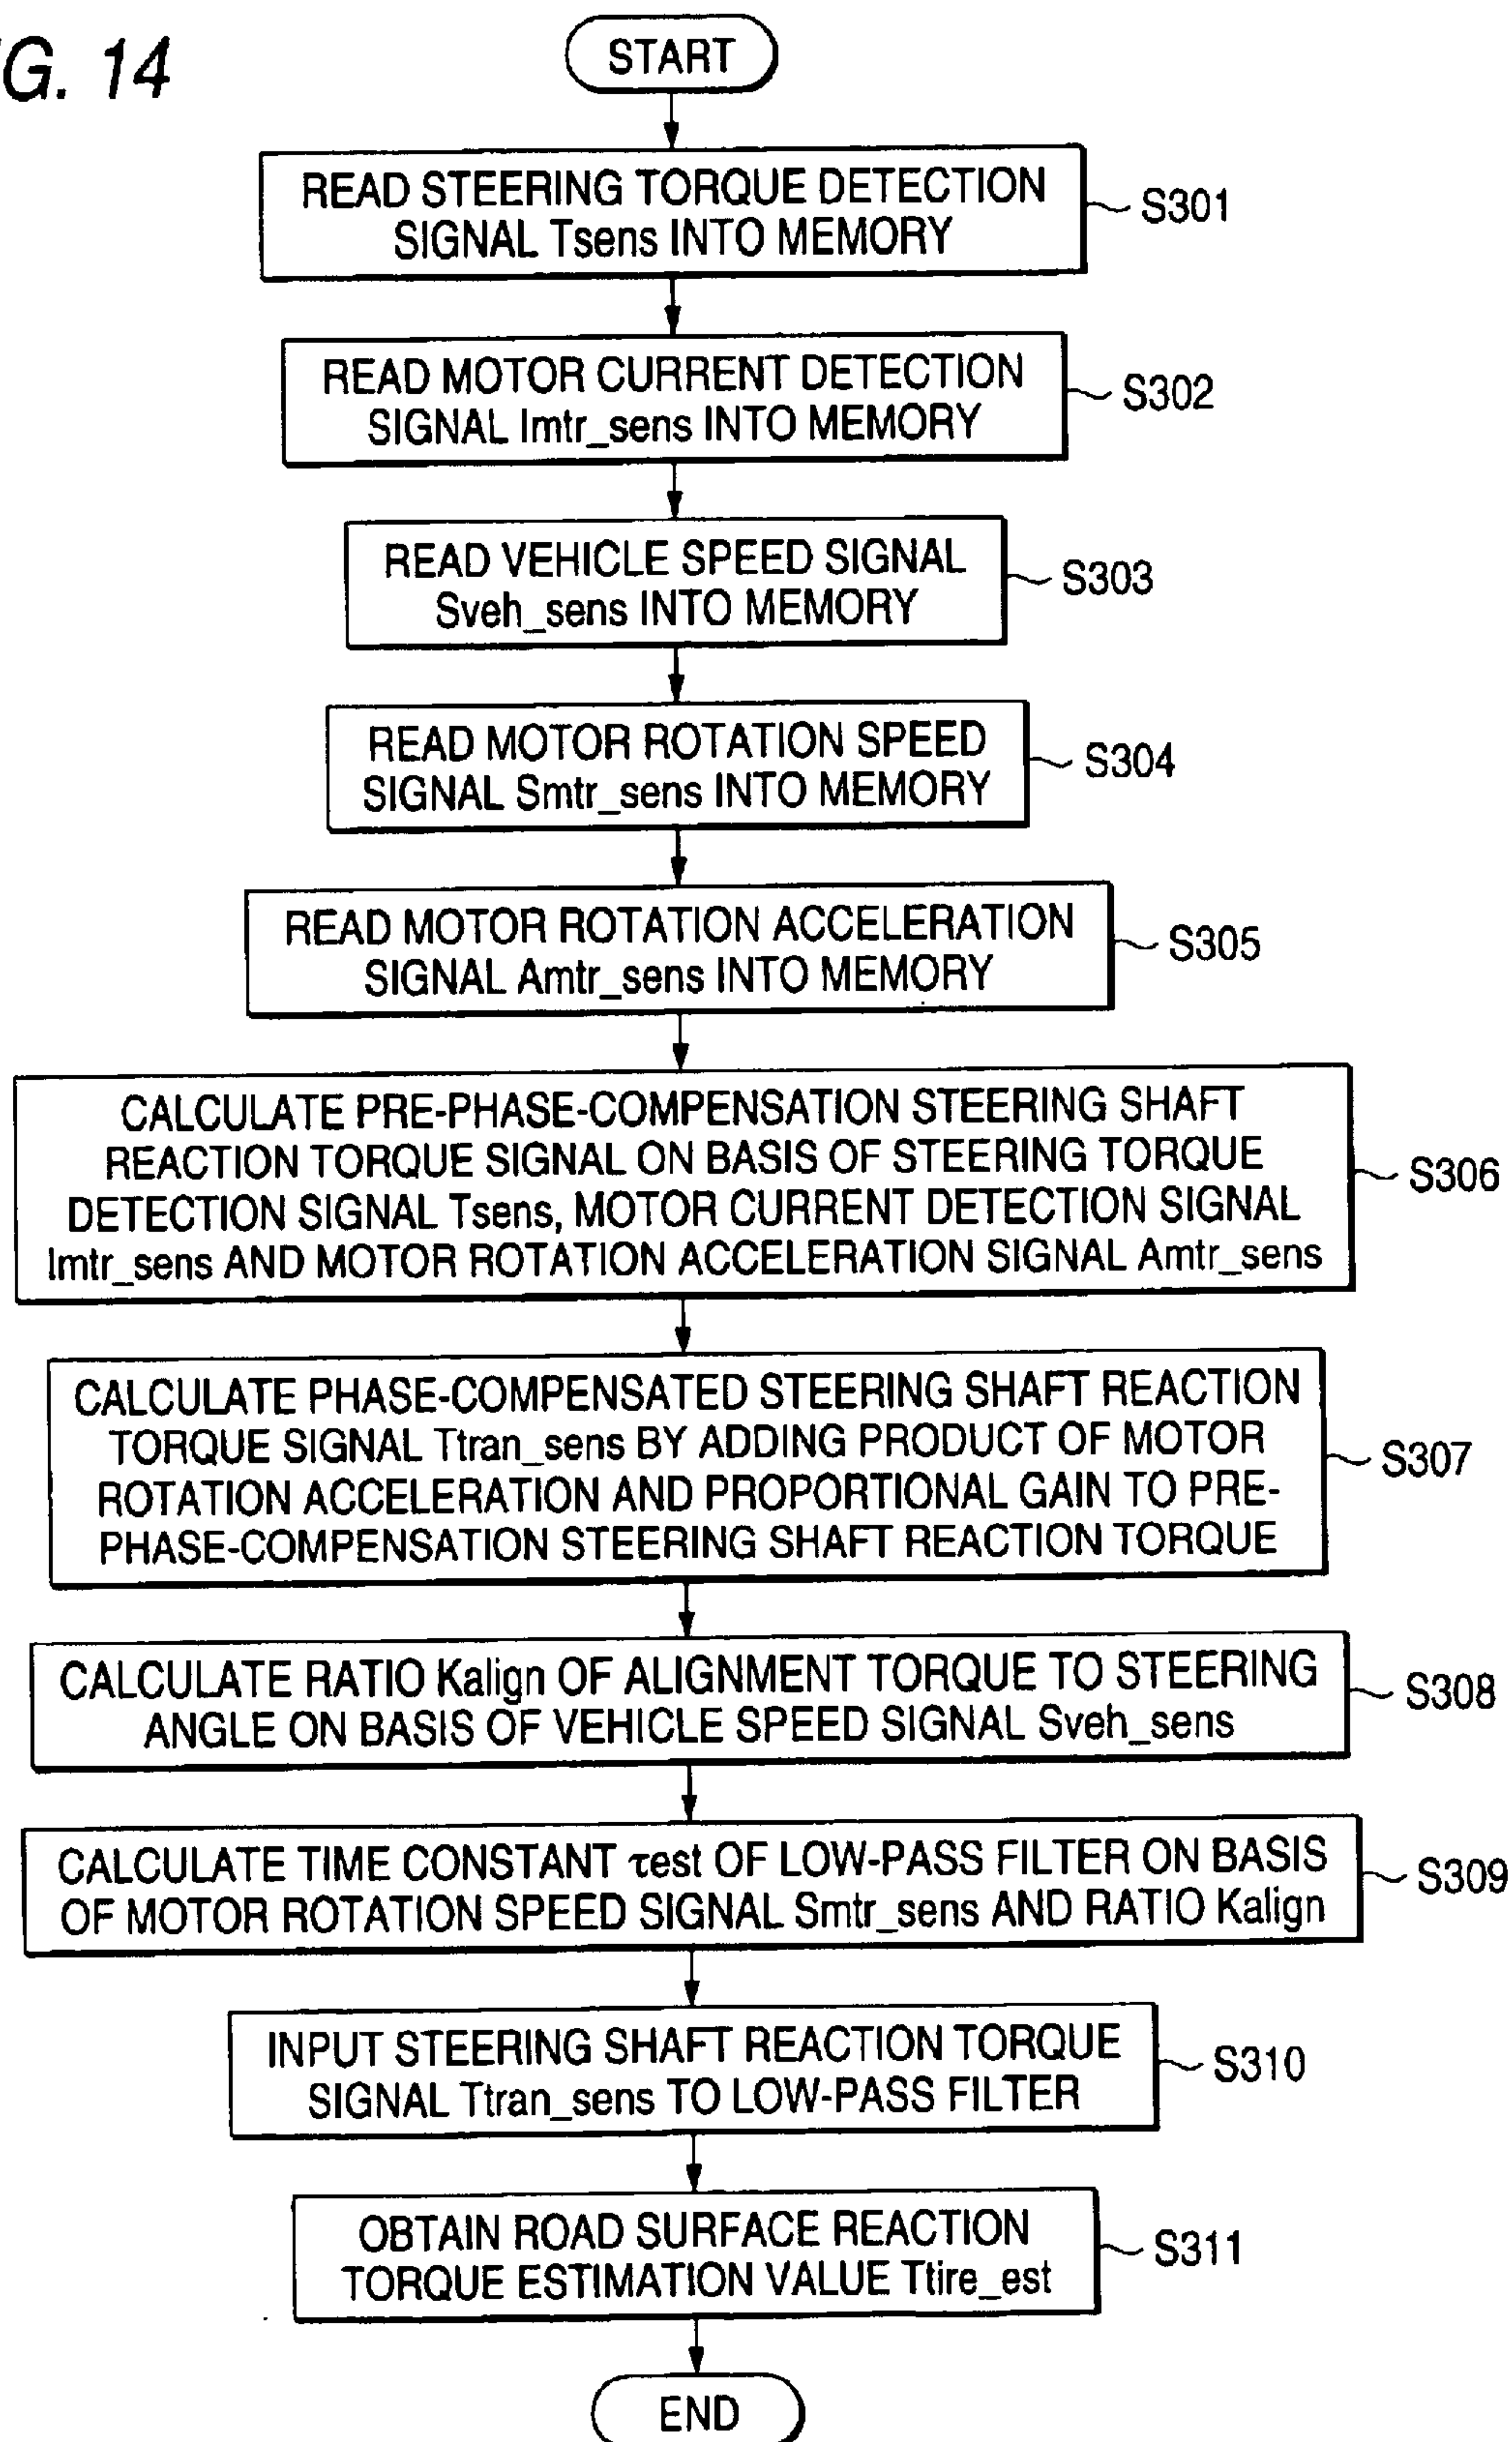 G. 14
START
READ STEERING TORQUE DETECTION
SIGNAL Tsens INTO MEMORY
S301
READ MOTOR CURRENT DETECTION
SIGNAL Imtr_sens INTO MEMORY
S302
READ VEHICLE SPEED SIGNAL
Sveh_sens INTO MEMORY
S303
READ MOTOR ROTATION SPEED
SIGNAL Smtr_sens INTO MEMORY
S304
READ MOTOR ROTATION ACCELERATION
SIGNAL Amtr_sens INTO MEMORY
S305
CALCULATE PRE-PHASE-COMPENSATION STEERING SHAFT
REACTION TORQUE SIGNAL ON BASIS OF STEERING TORQUE
DETECTION SIGNAL Tsens, MOTOR CURRENT DETECTION SIGNAL
Imtr_sens AND MOTOR ROTATION ACCELERATION SIGNAL Amtr_sens
S306
CALCULATE PHASE-COMPENSATED STEERING SHAFT REACTION
TORQUE SIGNAL Ttran_sens BY ADDING PRODUCT OF MOTOR
ROTATION ACCELERATION AND PROPORTIONAL GAIN TO PRE-
PHASE-COMPENSATION STEERING SHAFT REACTION TORQUE
S307
CALCULATE RATIO Kalign OF ALIGNMENT TORQUE TO STEERING
ANGLE ON BASIS OF VEHICLE SPEED SIGNAL Sveh_sens
S308
CALCULATE TIME CONSTANT τest OF LOW-PASS FILTER ON BASIS
OF MOTOR ROTATION SPEED SIGNAL Smtr_sens AND RATIO Kalign
S309
INPUT STEERING SHAFT REACTION TORQUE
SIGNAL Ttran_sens TO LOW-PASS FILTER
S310
OBTAIN ROAD SURFACE REACTION
TORQUE ESTIMATION VALUE Ttire_est
S311
END